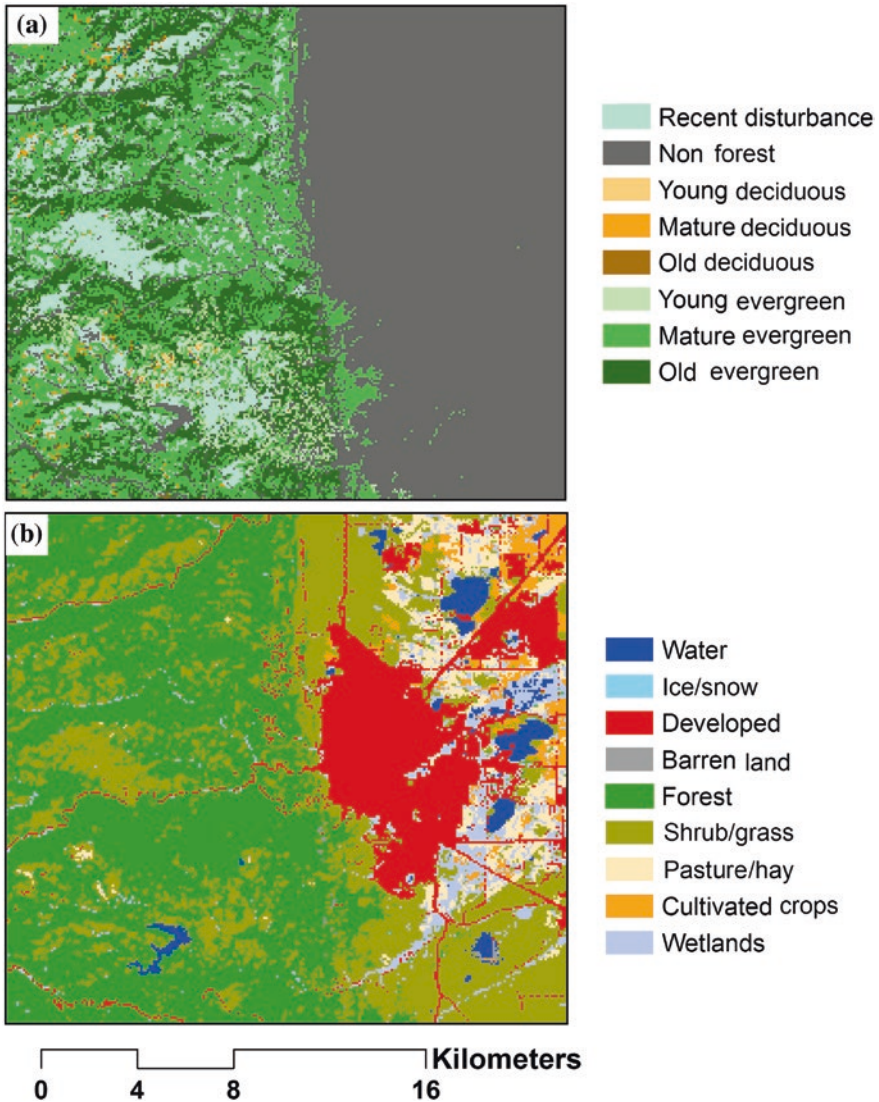 (a)
Recent disturbance
Non forest
Young deciduous
Mature deciduous
Old deciduous
Young evergreen
Mature evergreen
Old evergreen
(b)
Water
Ice/snow
Developed
Barren land
Forest
Shrub/grass
Pasture/hay
Cultivated crops
Wetlands
Kilometers
0 4 8 16